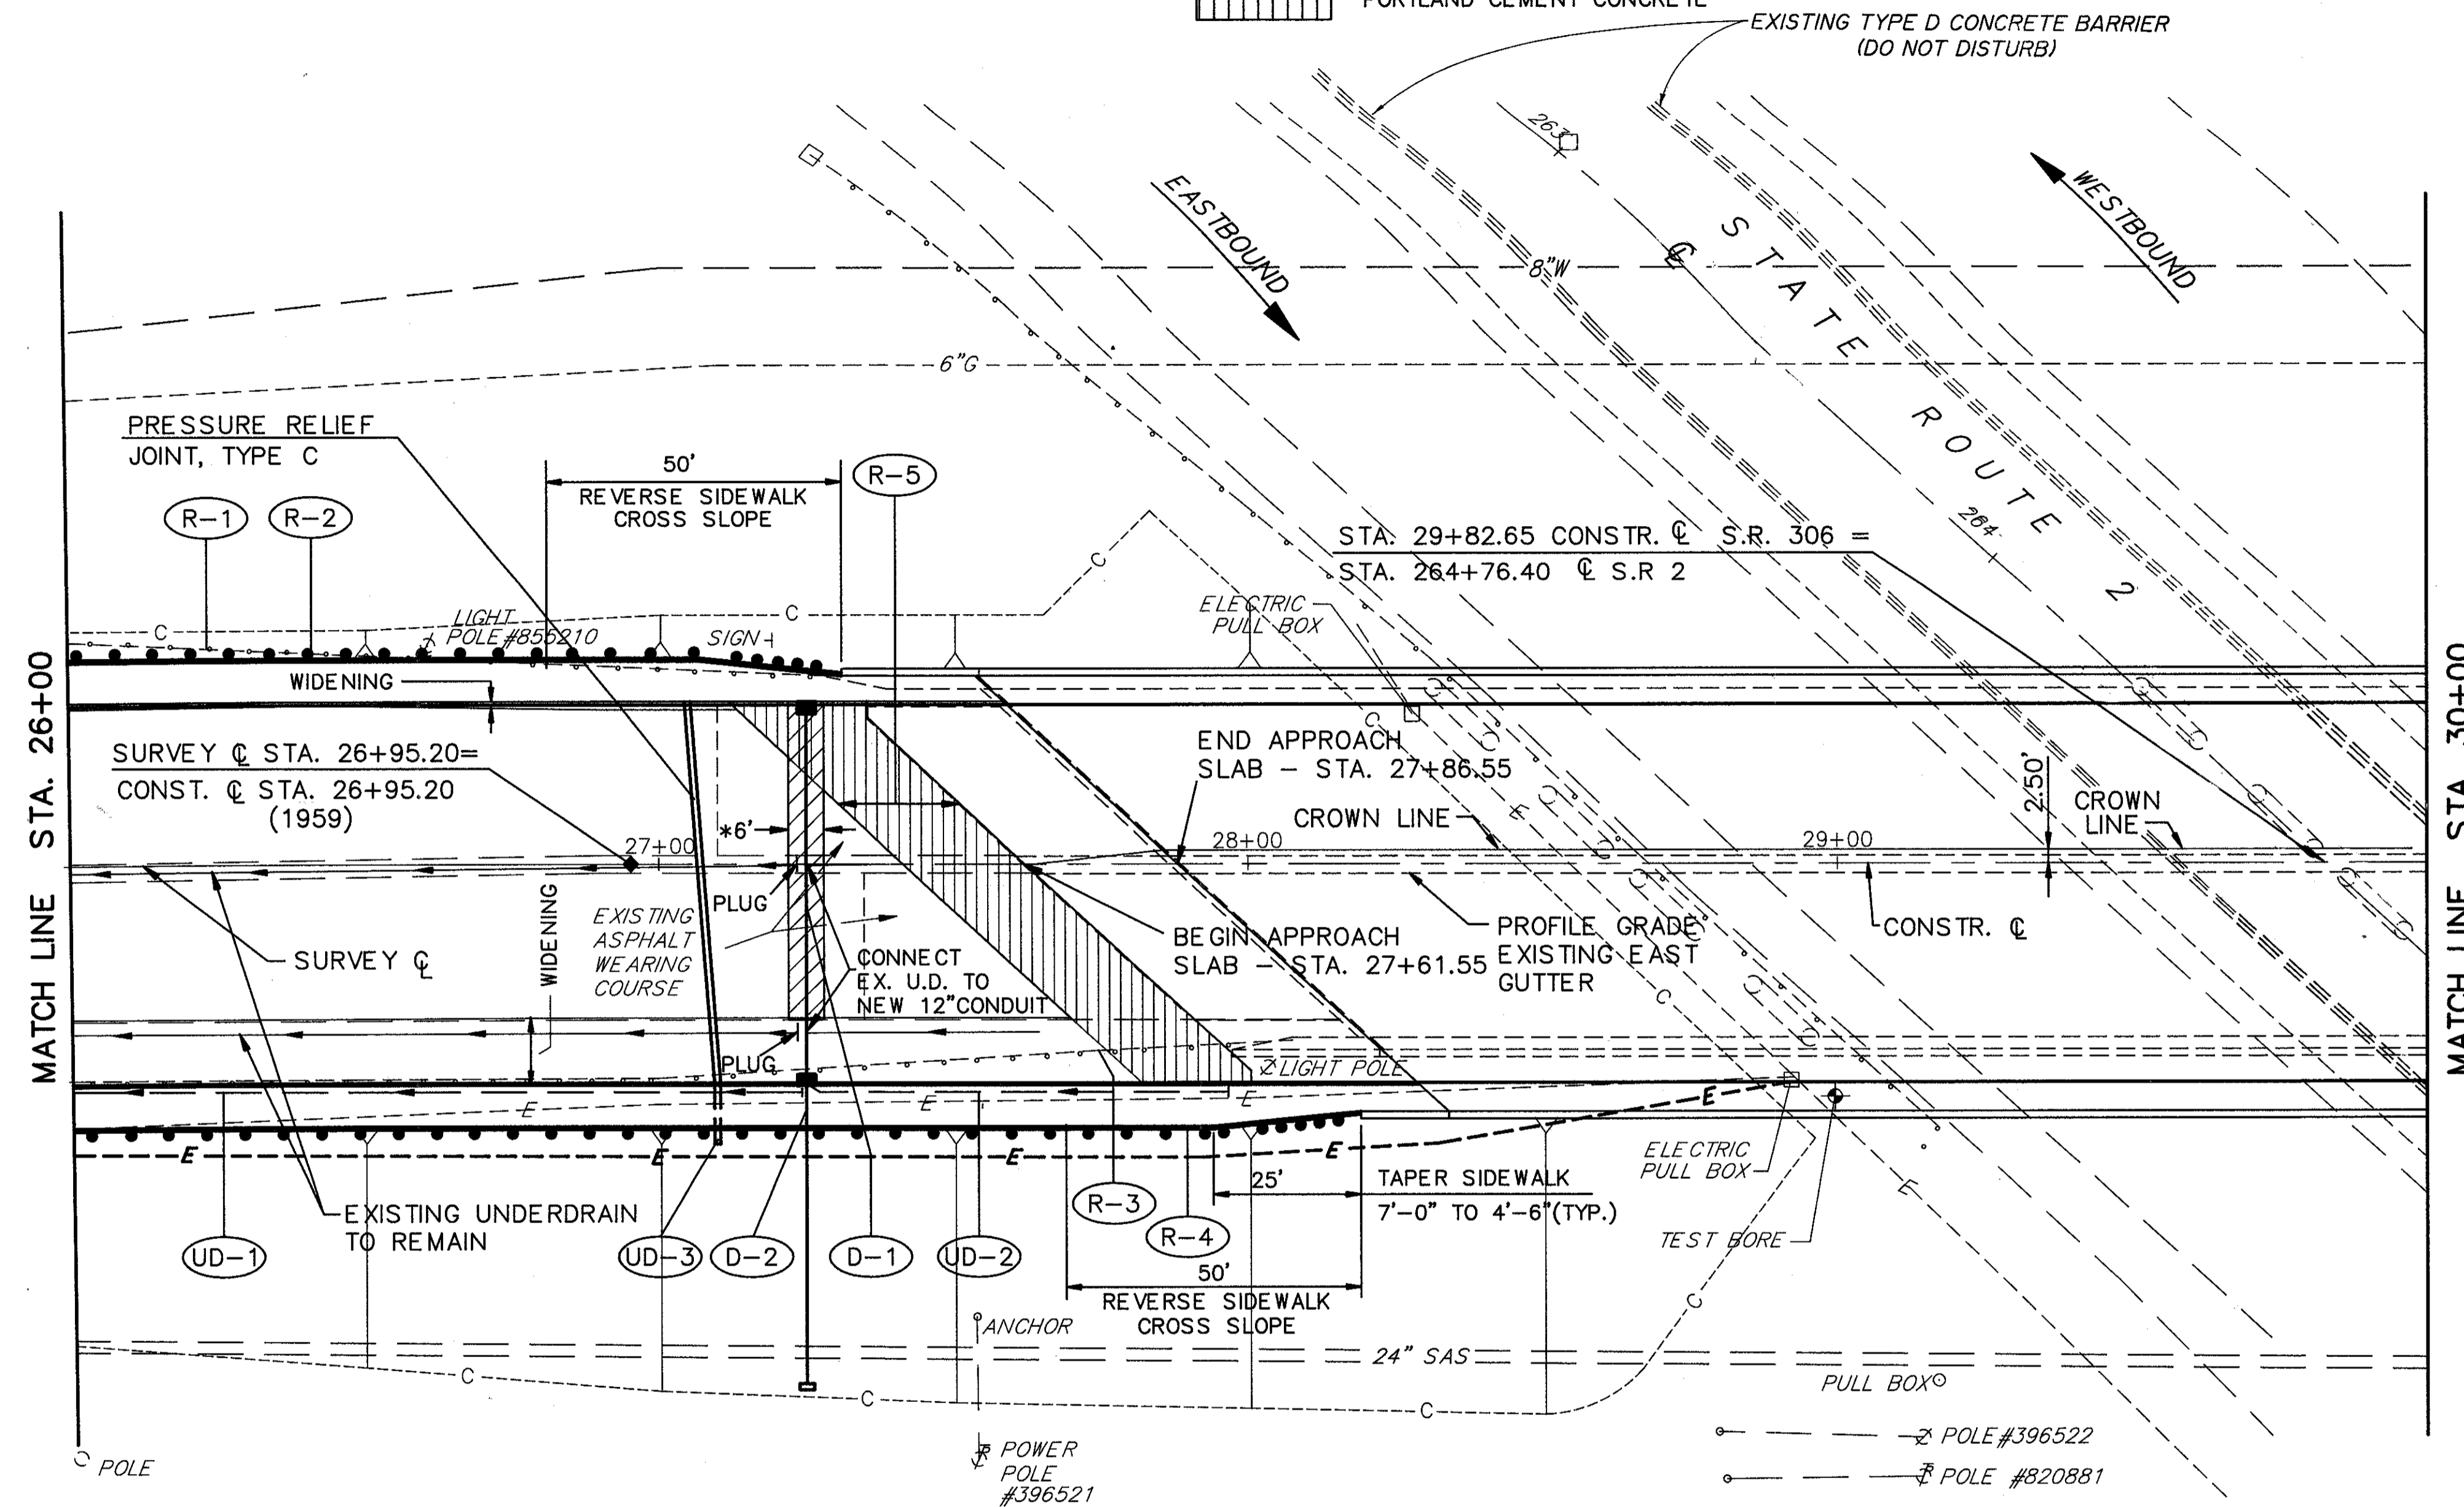 PORTLAND CEMENT CONCRETE
EXISTING TYPE D CONCRETE BARRIER
(DO NOT DISTURB)
263
EASTBOUND
WESTBOUND
℄
STATE ROUTE 2
8"W
6"G
PRESSURE RELIEF
JOINT, TYPE C
50'
REVERSE SIDEWALK
CROSS SLOPE
R-5
R-1
R-2
264
STA. 29+82.65 CONSTR. ℄ S.R. 306 =
STA. 264+76.40 ℄ S.R 2
C
C
C
LIGHT
POLE #855210
SIGN
ELECTRIC
PULL BOX
WIDENING
MATCH LINE STA. 26+00
MATCH LINE STA. 30+00
SURVEY ℄ STA. 26+95.20=
CONST. ℄ STA. 26+95.20
(1959)
END APPROACH
SLAB - STA. 27+86.55
C
E
2.50'
CROWN
LINE
CROWN LINE
*6'
27+00
28+00
29+00
PLUG
WIDENING
EXISTING
ASPHALT
WEARING
COURSE
SURVEY ℄
CONNECT
EX. U.D. TO
NEW 12"CONDUIT
BEGIN APPROACH
SLAB - STA. 27+61.55
PROFILE GRADE
EXISTING EAST
GUTTER
CONSTR. ℄
C
PLUG
LIGHT POLE
E
E
E
E
E
E
E
E
E
EXISTING UNDERDRAIN
TO REMAIN
UD-1
UD-3
D-2
D-1
UD-2
R-3
R-4
25'
TAPER SIDEWALK
7'-0" TO 4'-6"(TYP.)
ELECTRIC
PULL BOX
TEST BORE
50'
REVERSE SIDEWALK
CROSS SLOPE
C
ANCHOR
24" SAS
C
C
C
PULL BOX
POLE
POWER
POLE
#396521
POLE #396522
POLE #820881